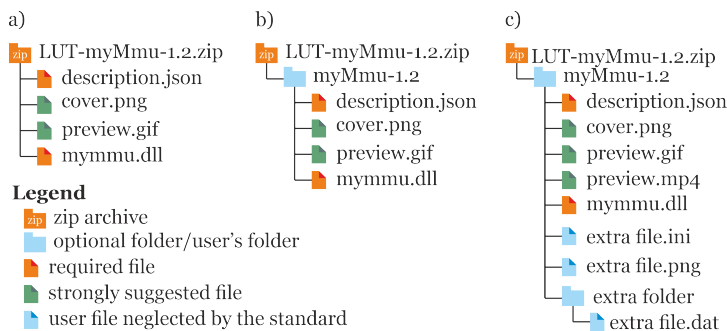 a)
zip LUT-myMmu-1.2.zip
description.json
cover.png
preview.gif
mymmu.dll
b)
zip LUT-myMmu-1.2.zip
myMmu-1.2
description.json
cover.png
preview.gif
mymmu.dll
c)
zip LUT-myMmu-1.2.zip
myMmu-1.2
description.json
cover.png
preview.gif
preview.mp4
mymmu.dll
extra file.ini
extra file.png
extra folder
extra file.dat
Legend
zip zip archive
optional folder/user's folder
required file
strongly suggested file
user file neglected by the standard